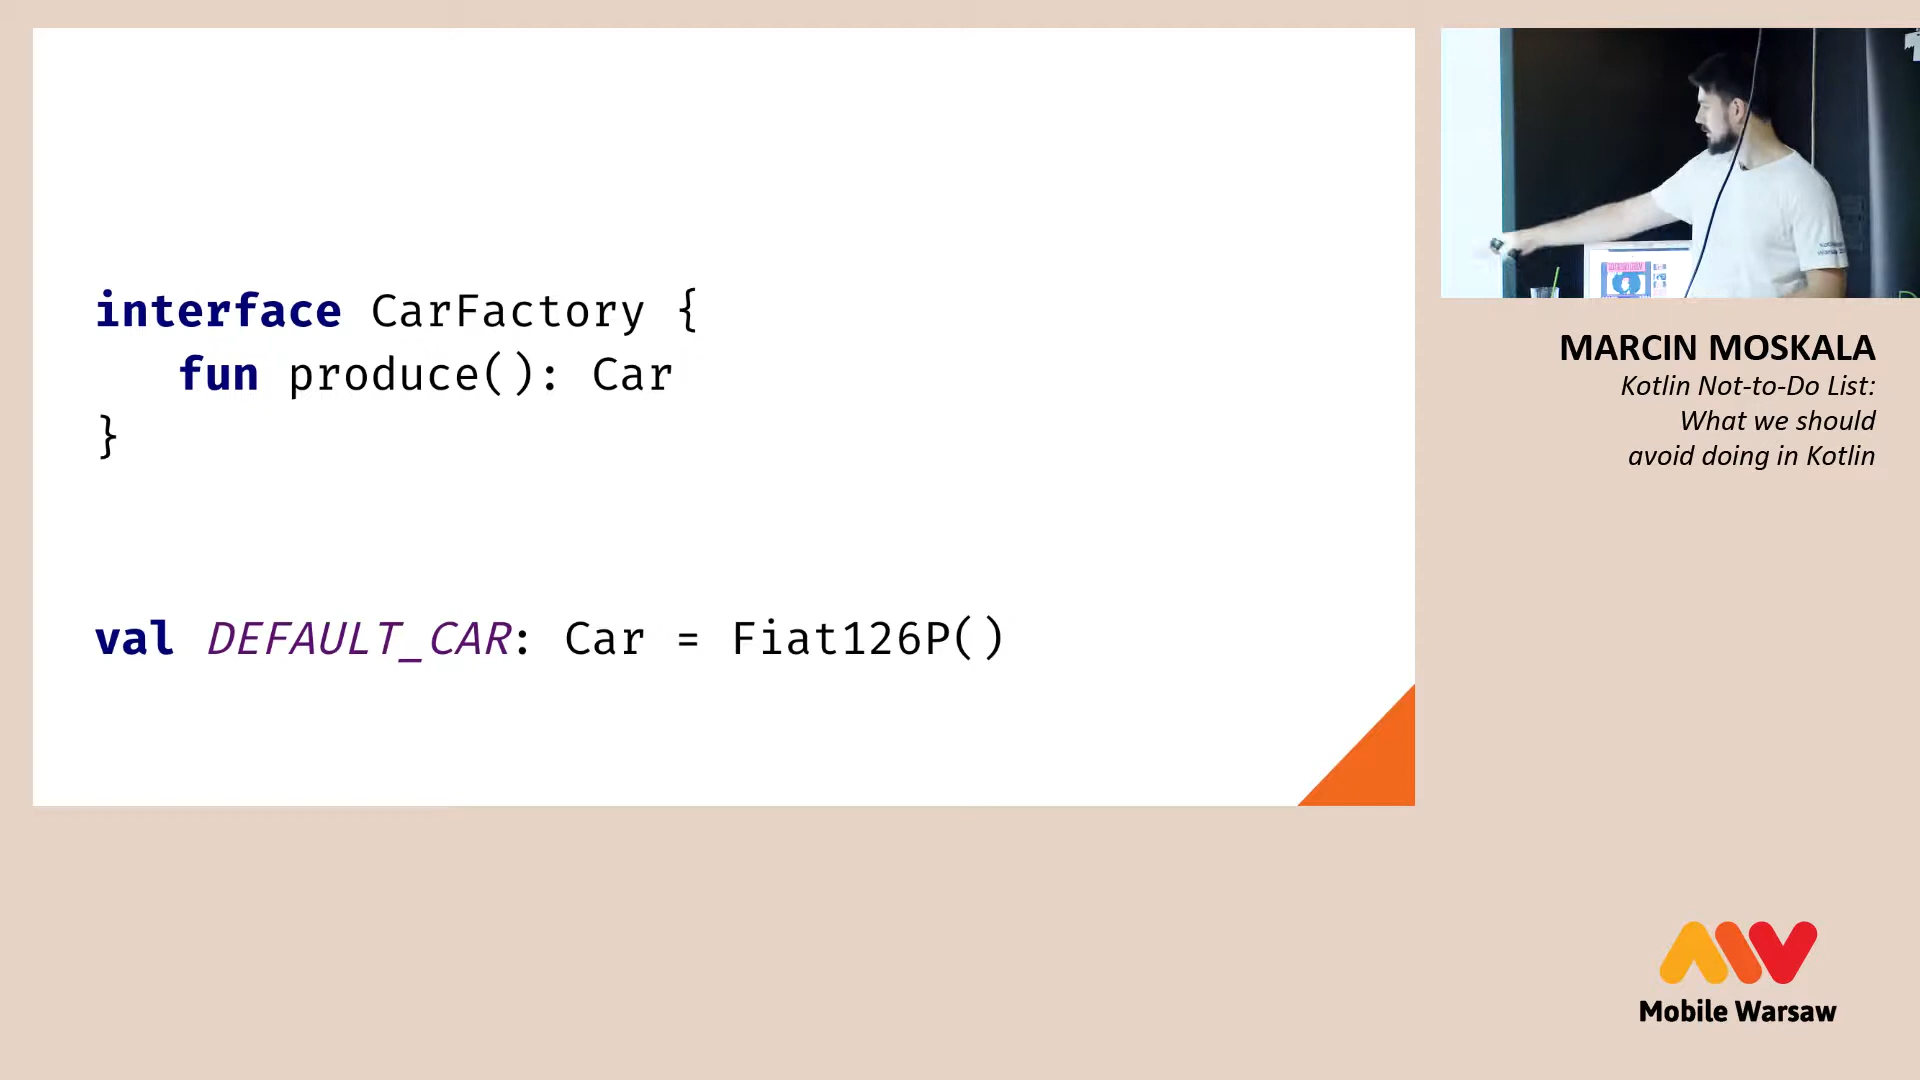 interface CarFactory {
fun produce(): Car
}
val DEFAULT_CAR: Car = Fiat126P()
MARCIN MOSKALA
Kotlin Not-to-Do List:
What we should
avoid doing in Kotlin
Mobile Warsaw